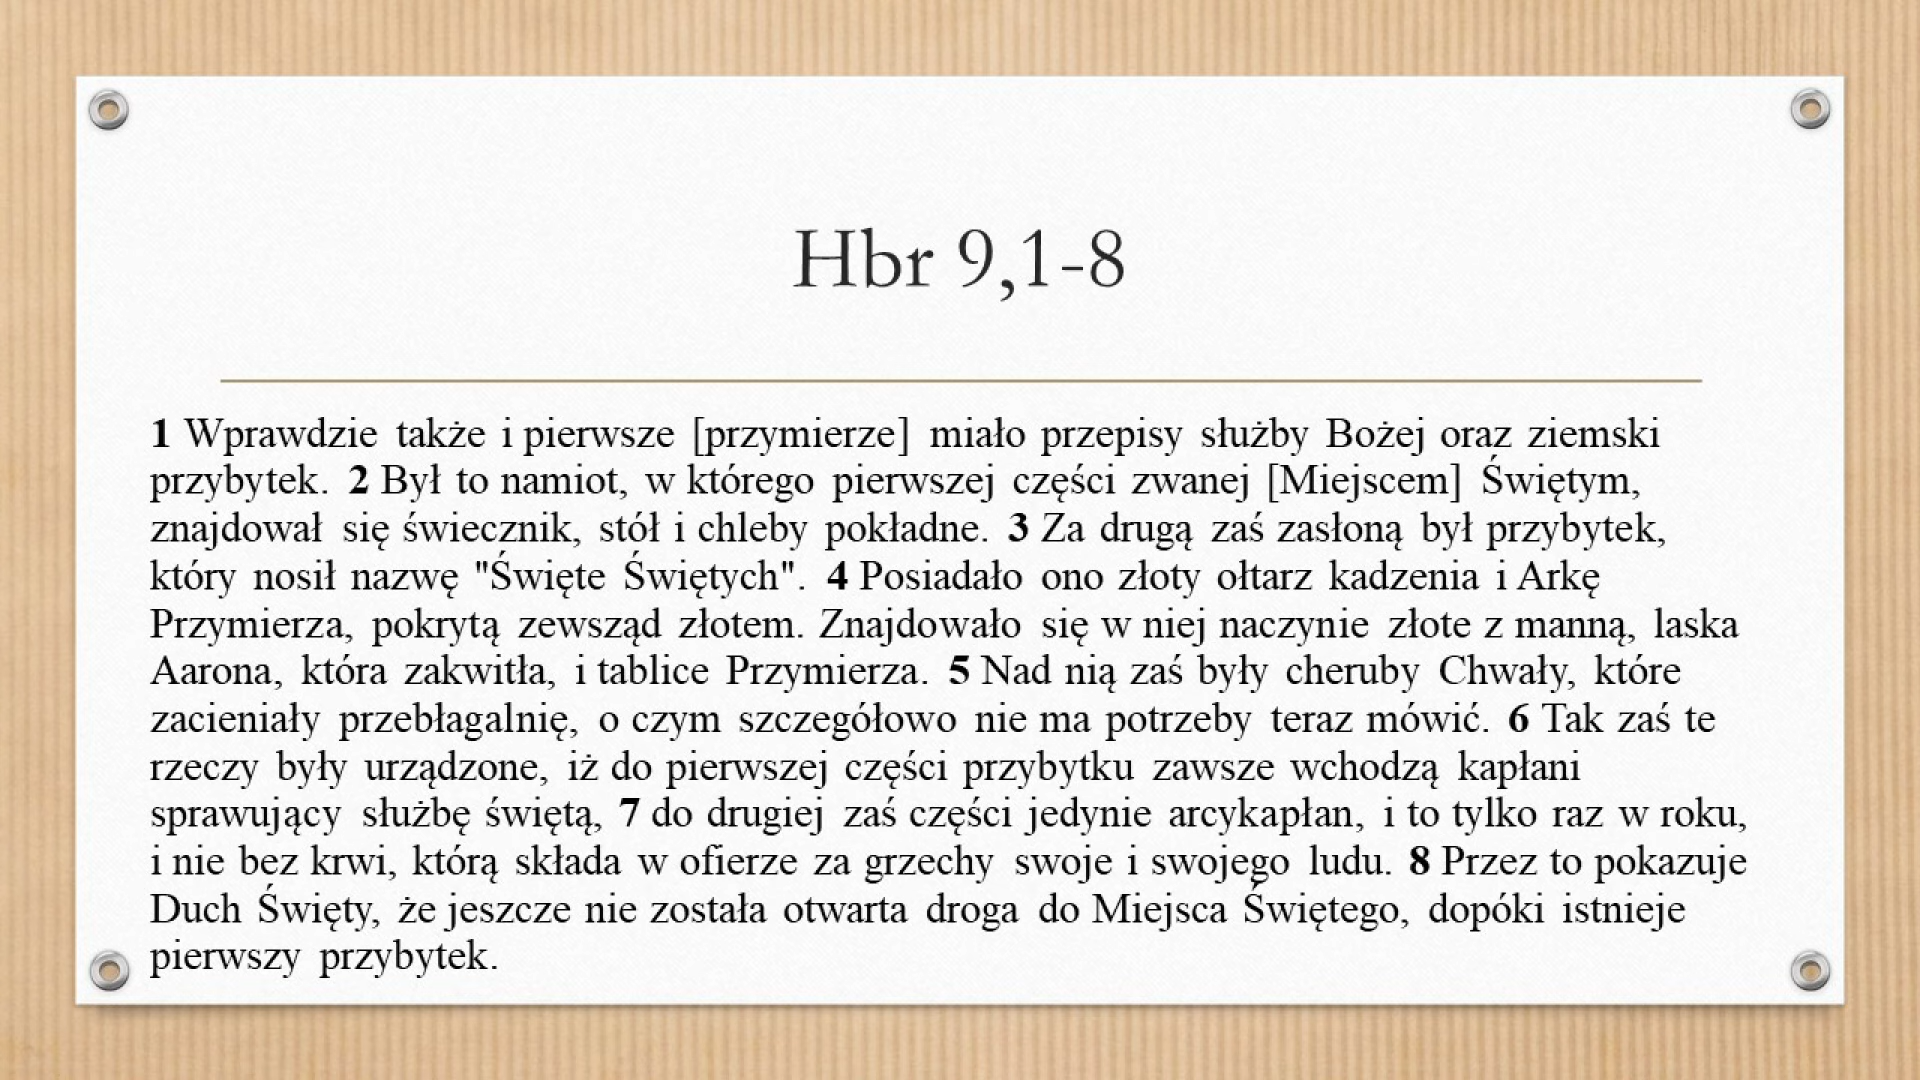 Hbr 9,1-8
1 Wprawdzie także i pierwsze [przymierze] miało przepisy służby Bożej oraz ziemski
przybytek. 2 Był to namiot, w którego pierwszej części zwanej [Miejscem] Świętym,
znajdował się świecznik, stół i chleby pokładne. 3 Za drugą zaś zasłoną był przybytek,
który nosił nazwę "Święte Świętych". 4 Posiadało ono złoty ołtarz kadzenia i Arkę
Przymierza, pokrytą zewsząd złotem. Znajdowało się w niej naczynie złote z manną, laska
Aarona, która zakwitła, i tablice Przymierza. 5 Nad nią zaś były cheruby Chwały, które
zacieniały przebłagalnię, o czym szczegółowo nie ma potrzeby teraz mówić. 6 Tak zaś te
rzeczy były urządzone, iż do pierwszej części przybytku zawsze wchodzą kapłani
sprawujący służbę świętą, 7 do drugiej zaś części jedynie arcykapłan, i to tylko raz w roku,
i nie bez krwi, którą składa w ofierze za grzechy swoje i swojego ludu. 8 Przez to pokazuje
Duch Święty, że jeszcze nie została otwarta droga do Miejsca Świętego, dopóki istnieje
pierwszy przybytek.